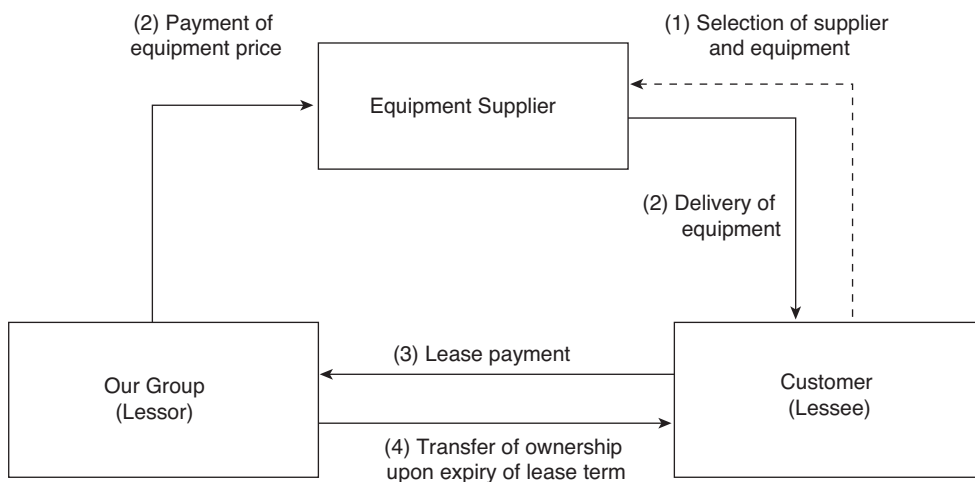 (2) Payment of
equipment price
(1) Selection of supplier
and equipment
Equipment Supplier
(2) Delivery of
equipment
(3) Lease payment
Our Group
(Lessor)
Customer
(Lessee)
(4) Transfer of ownership
upon expiry of lease term